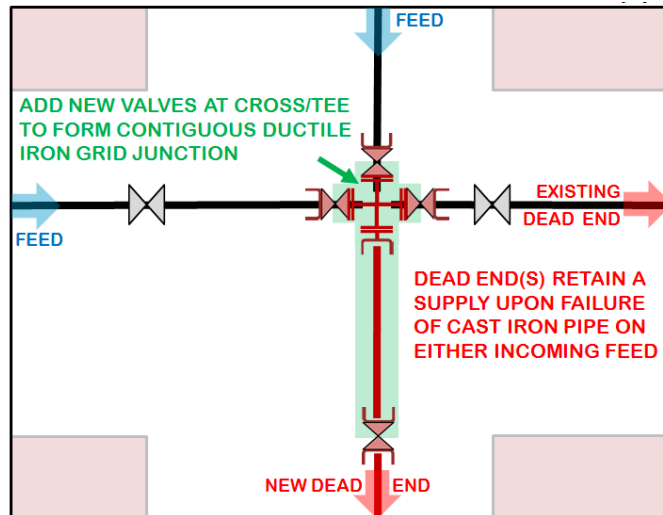 FEED
ADD NEW VALVES AT CROSS/TEE
TO FORM CONTIGUOUS DUCTILE
IRON GRID JUNCTION
FEED
EXISTING
DEAD END
DEAD END(S) RETAIN A
SUPPLY UPON FAILURE
OF CAST IRON PIPE ON
EITHER INCOMING FEED
NEW DEAD END